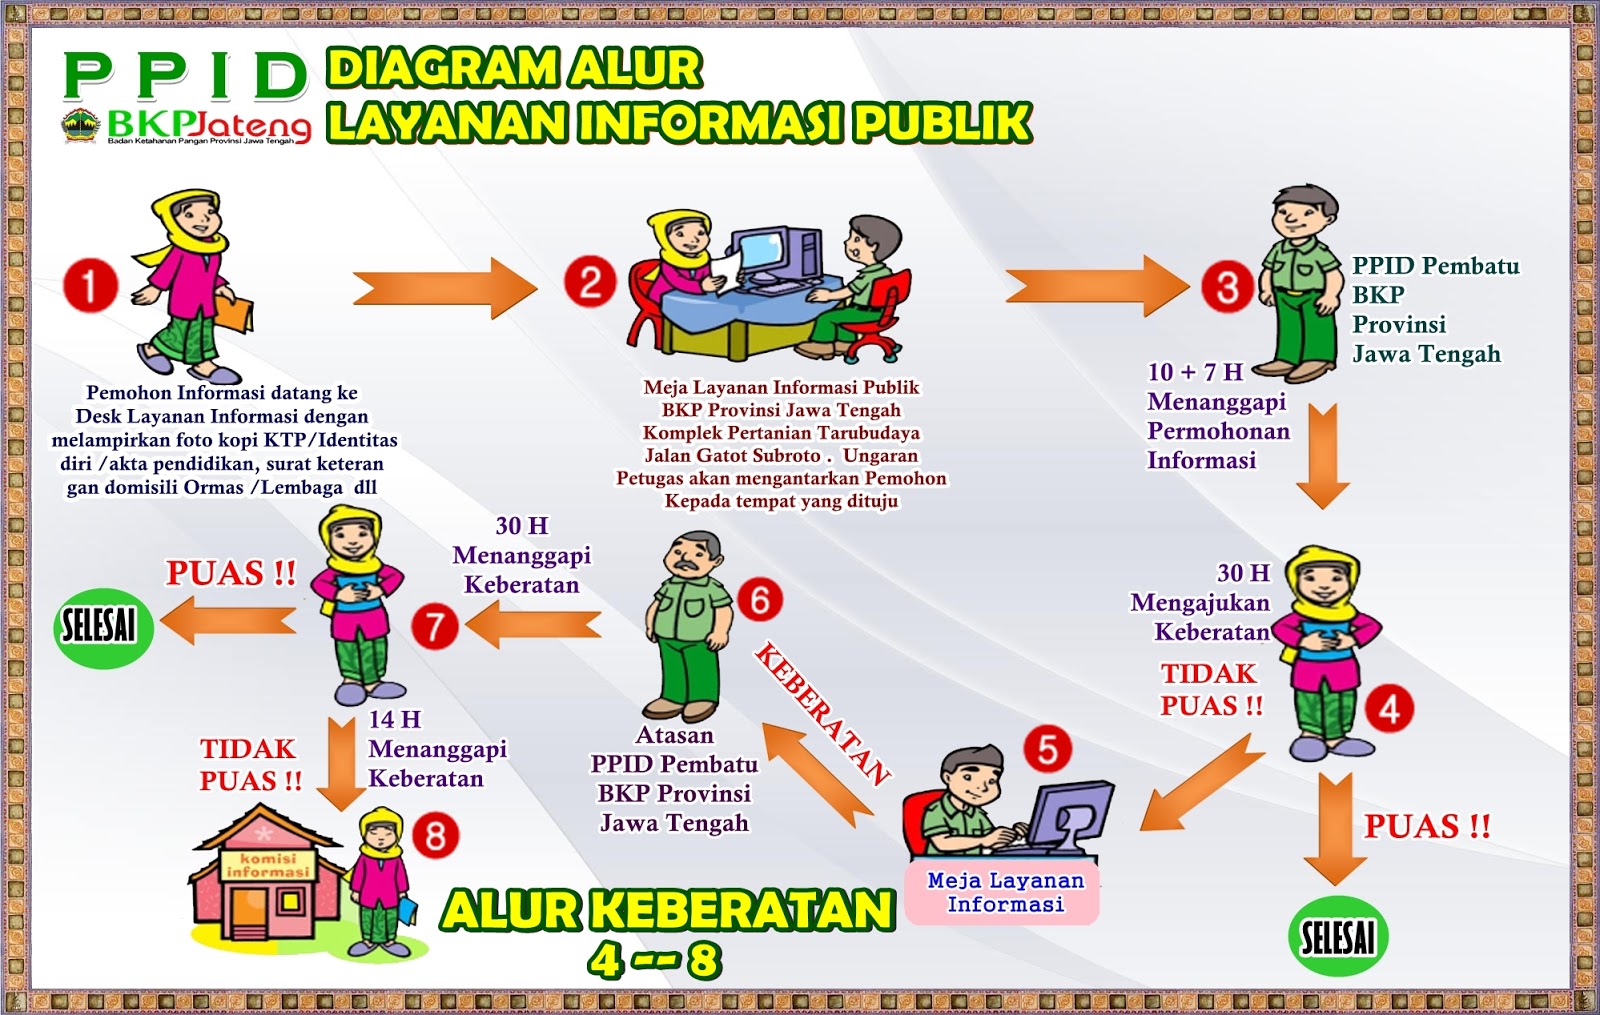 PPID
BKPJateng
Badan Ketahanan Pangan Provinsi Jawa Tengah
DIAGRAM ALUR
LAYANAN INFORMASI PUBLIK
1
Pemohon Informasi datang ke
Desk Layanan Informasi dengan
melampirkan foto kopi KTP/Identitas
diri /akta pendidikan, surat keteran
gan domisili Ormas /Lembaga dll
2
Meja Layanan Informasi Publik
BKP Provinsi Jawa Tengah
Komplek Pertanian Tarubudaya
Jalan Gatot Subroto . Ungaran
Petugas akan mengantarkan Pemohon
Kepada tempat yang dituju
3
PPID Pembatu
BKP
Provinsi
Jawa Tengah
10 + 7 H
Menanggapi
Permohonan
Informasi
30 H
Mengajukan
Keberatan
TIDAK
PUAS !!
4
PUAS !!
SELESAI
5
Meja Layanan
Informasi
KEBERATAN
6
Atasan
PPID Pembatu
BKP Provinsi
Jawa Tengah
30 H
Menanggapi
Keberatan
7
PUAS !!
SELESAI
14 H
Menanggapi
Keberatan
TIDAK
PUAS !!
8
komisi
informasi
ALUR KEBERATAN
4 -- 8